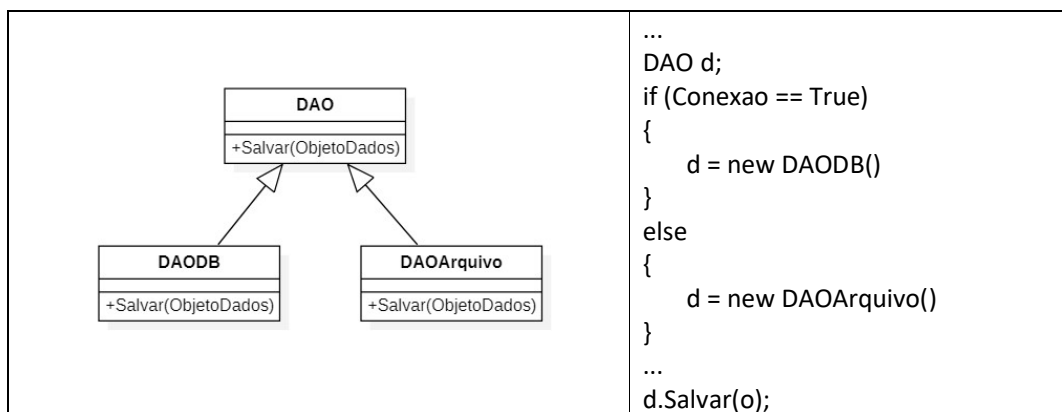 DAO
+Salvar(ObjetoDados)
DAODB
+Salvar(ObjetoDados)
DAOArquivo
+Salvar(ObjetoDados)
...
DAO d;
if (Conexao == True)
{
d = new DAODB()
}
else
{
d = new DAOArquivo()
}
...
d.Salvar(o);